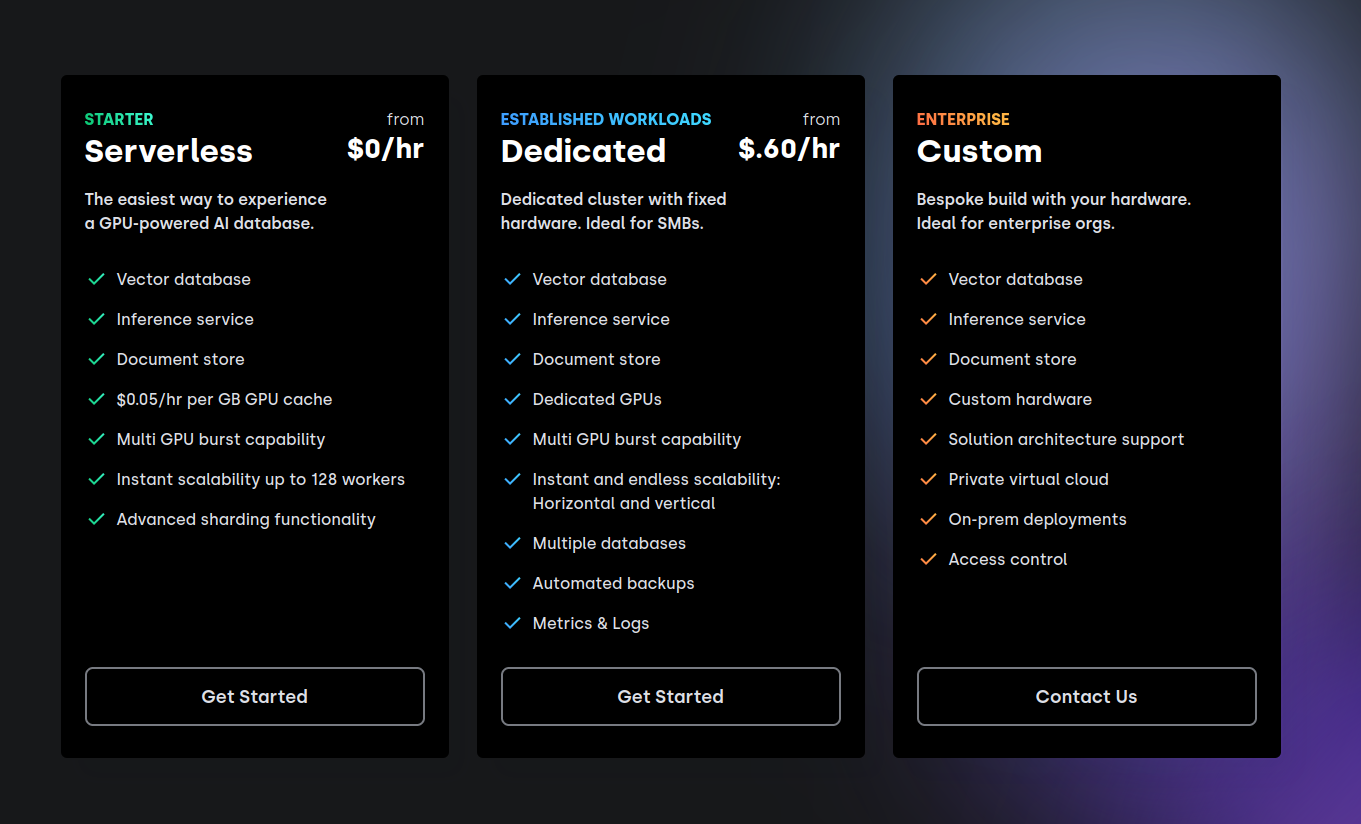 STARTER
from
Serverless
$0/hr
The easiest way to experience
a GPU-powered AI database.
Vector database
Inference service
Document store
$0.05/hr per GB GPU cache
Multi GPU burst capability
Instant scalability up to 128 workers
Advanced sharding functionality
Get Started
ESTABLISHED WORKLOADS
from
Dedicated
$.60/hr
Dedicated cluster with fixed
hardware. Ideal for SMBs.
Vector database
Inference service
Document store
Dedicated GPUs
Multi GPU burst capability
Instant and endless scalability:
Horizontal and vertical
Multiple databases
Automated backups
Metrics & Logs
Get Started
ENTERPRISE
Custom
Bespoke build with your hardware.
Ideal for enterprise orgs.
Vector database
Inference service
Document store
Custom hardware
Solution architecture support
Private virtual cloud
On-prem deployments
Access control
Contact Us